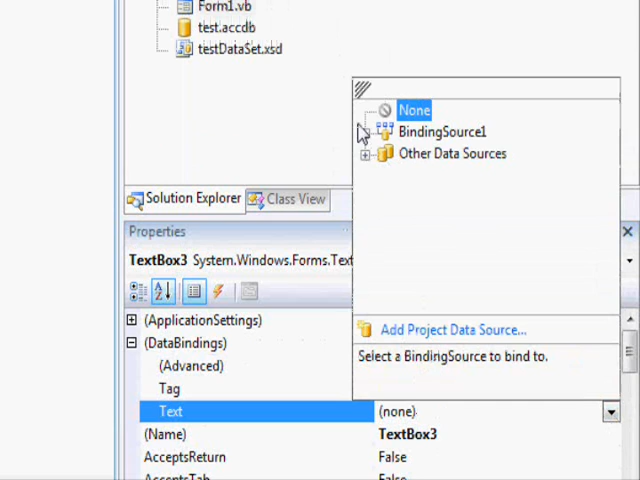 Form1.vb
test.accdb
testDataSet.xsd
None
BindingSource1
Other Data Sources
Solution Explorer
Class View
Properties
TextBox3 System.Windows.Forms.Text
Add Project Data Source...
Select a BindingSource to bind to.
(ApplicationSettings)
(DataBindings)
(Advanced)
Tag
Text (none)
(Name) TextBox3
AcceptsReturn False
AcceptsTab False